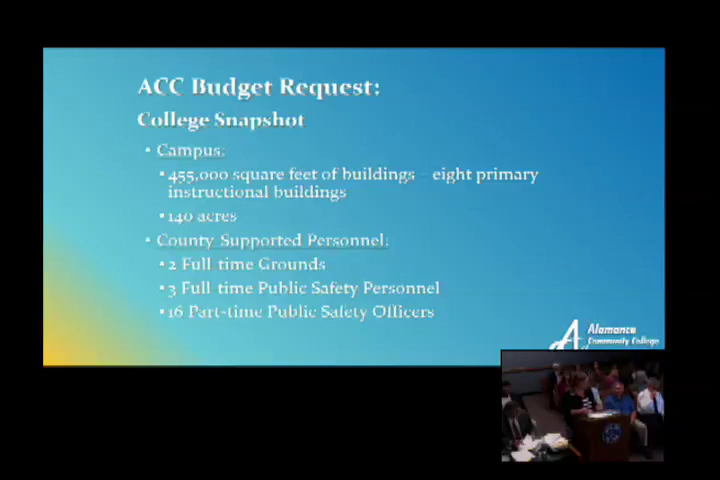 ACC Budget Request:
College Snapshot
• Campus:
▪ 455,000 square feet of buildings – eight primary
instructional buildings
▪ 140 acres
• County Supported Personnel:
▪ 2 Full-time Grounds
▪ 3 Full-time Public Safety Personnel
▪ 16 Part-time Public Safety Officers
Alamance
Community College